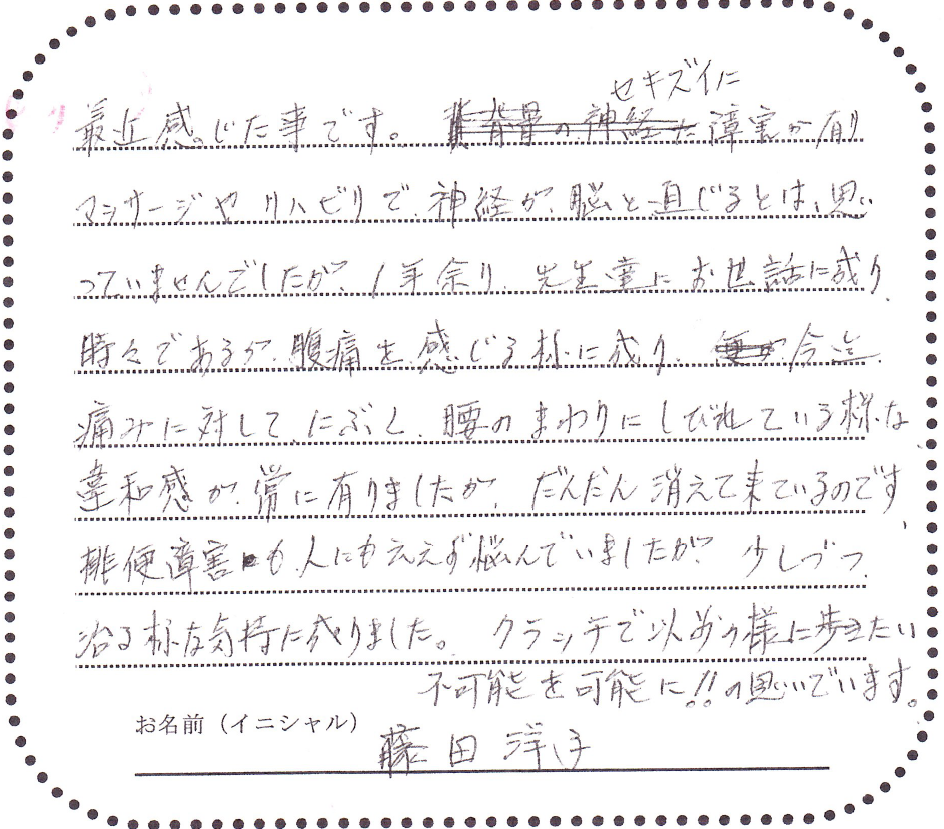 セキズイに
最近感じた事です。 背骨の神経た障害が有り
マッサージや リハビリで、神経が、脳と直じるとは、思い
っていませんでしたが、1年余り、先生達にお世話に成り、
時々であるが、腹痛を感じる様に成り、 今迄、
痛みに対して、にぶく、腰のまわりにしびれている様な
違和感が、常に有りましたが、だんだん消えて来ているのです、
排便障害も人にもええず悩んでいましたが、少しづつ
治る様な気持に成りました。 クラッチで以前の様に歩きたい
不可能を可能に!!の思いでいます。
お名前（イニシャル）
藤田洋子